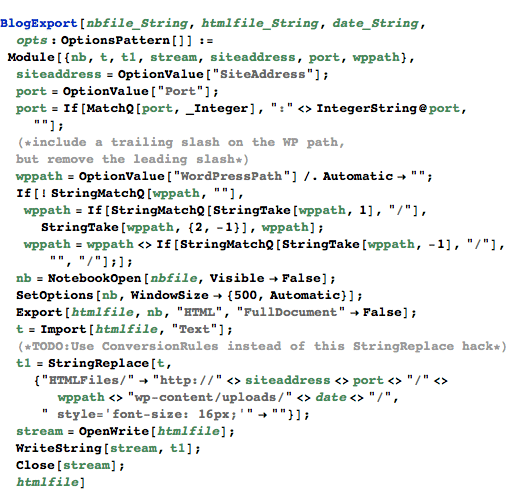 BlogExport[nbfile_String, htmlfile_String, date_String,
opts:OptionsPattern[]] :=
Module[{nb, t, t1, stream, siteaddress, port, wppath},
siteaddress = OptionValue["SiteAddress"];
port = OptionValue["Port"];
port = If[MatchQ[port, _Integer], ":" <> IntegerString@port,
""];
(*include a trailing slash on the WP path,
but remove the leading slash*)
wppath = OptionValue["WordPressPath"] /. Automatic → "";
If[! StringMatchQ[wppath, ""],
wppath = If[StringMatchQ[StringTake[wppath, 1], "/"],
StringTake[wppath, {2, -1}], wppath];
wppath = wppath <> If[StringMatchQ[StringTake[wppath, -1], "/"],
"", "/"];];
nb = NotebookOpen[nbfile, Visible → False];
SetOptions[nb, WindowSize → {500, Automatic}];
Export[htmlfile, nb, "HTML", "FullDocument" → False];
t = Import[htmlfile, "Text"];
(*TODO:Use ConversionRules instead of this StringReplace hack*)
t1 = StringReplace[t,
{"HTMLFiles/" → "http://" <> siteaddress <> port <> "/" <>
wppath <> "wp-content/uploads/" <> date <> "/",
" style='font-size: 16px;'" → ""}];
stream = OpenWrite[htmlfile];
WriteString[stream, t1];
Close[stream];
htmlfile]